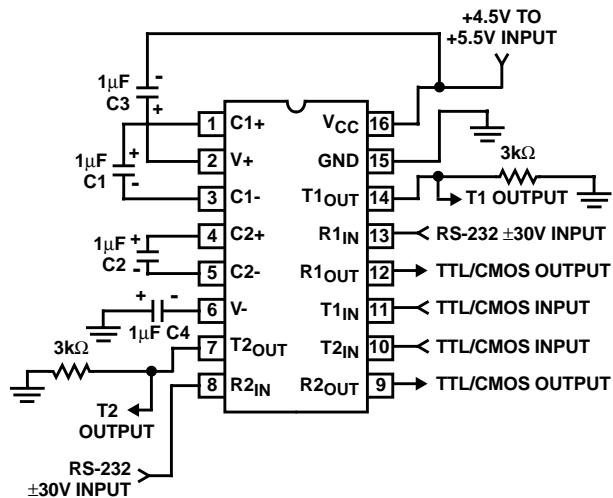 +4.5V TO
+5.5V INPUT
1μF
-
C3
+
1 C1+
VCC 16
+
1μF
C1
-
2 V+
GND 15
3kΩ
3 C1-
T1OUT 14
T1 OUTPUT
+
1μF
C2
-
4 C2+
R1IN 13
RS-232 ±30V INPUT
5 C2-
R1OUT 12
TTL/CMOS OUTPUT
+ -
1μF C4
6 V-
T1IN 11
TTL/CMOS INPUT
3kΩ
7 T2OUT
T2IN 10
TTL/CMOS INPUT
8 R2IN
R2OUT 9
TTL/CMOS OUTPUT
T2
OUTPUT
RS-232
±30V INPUT